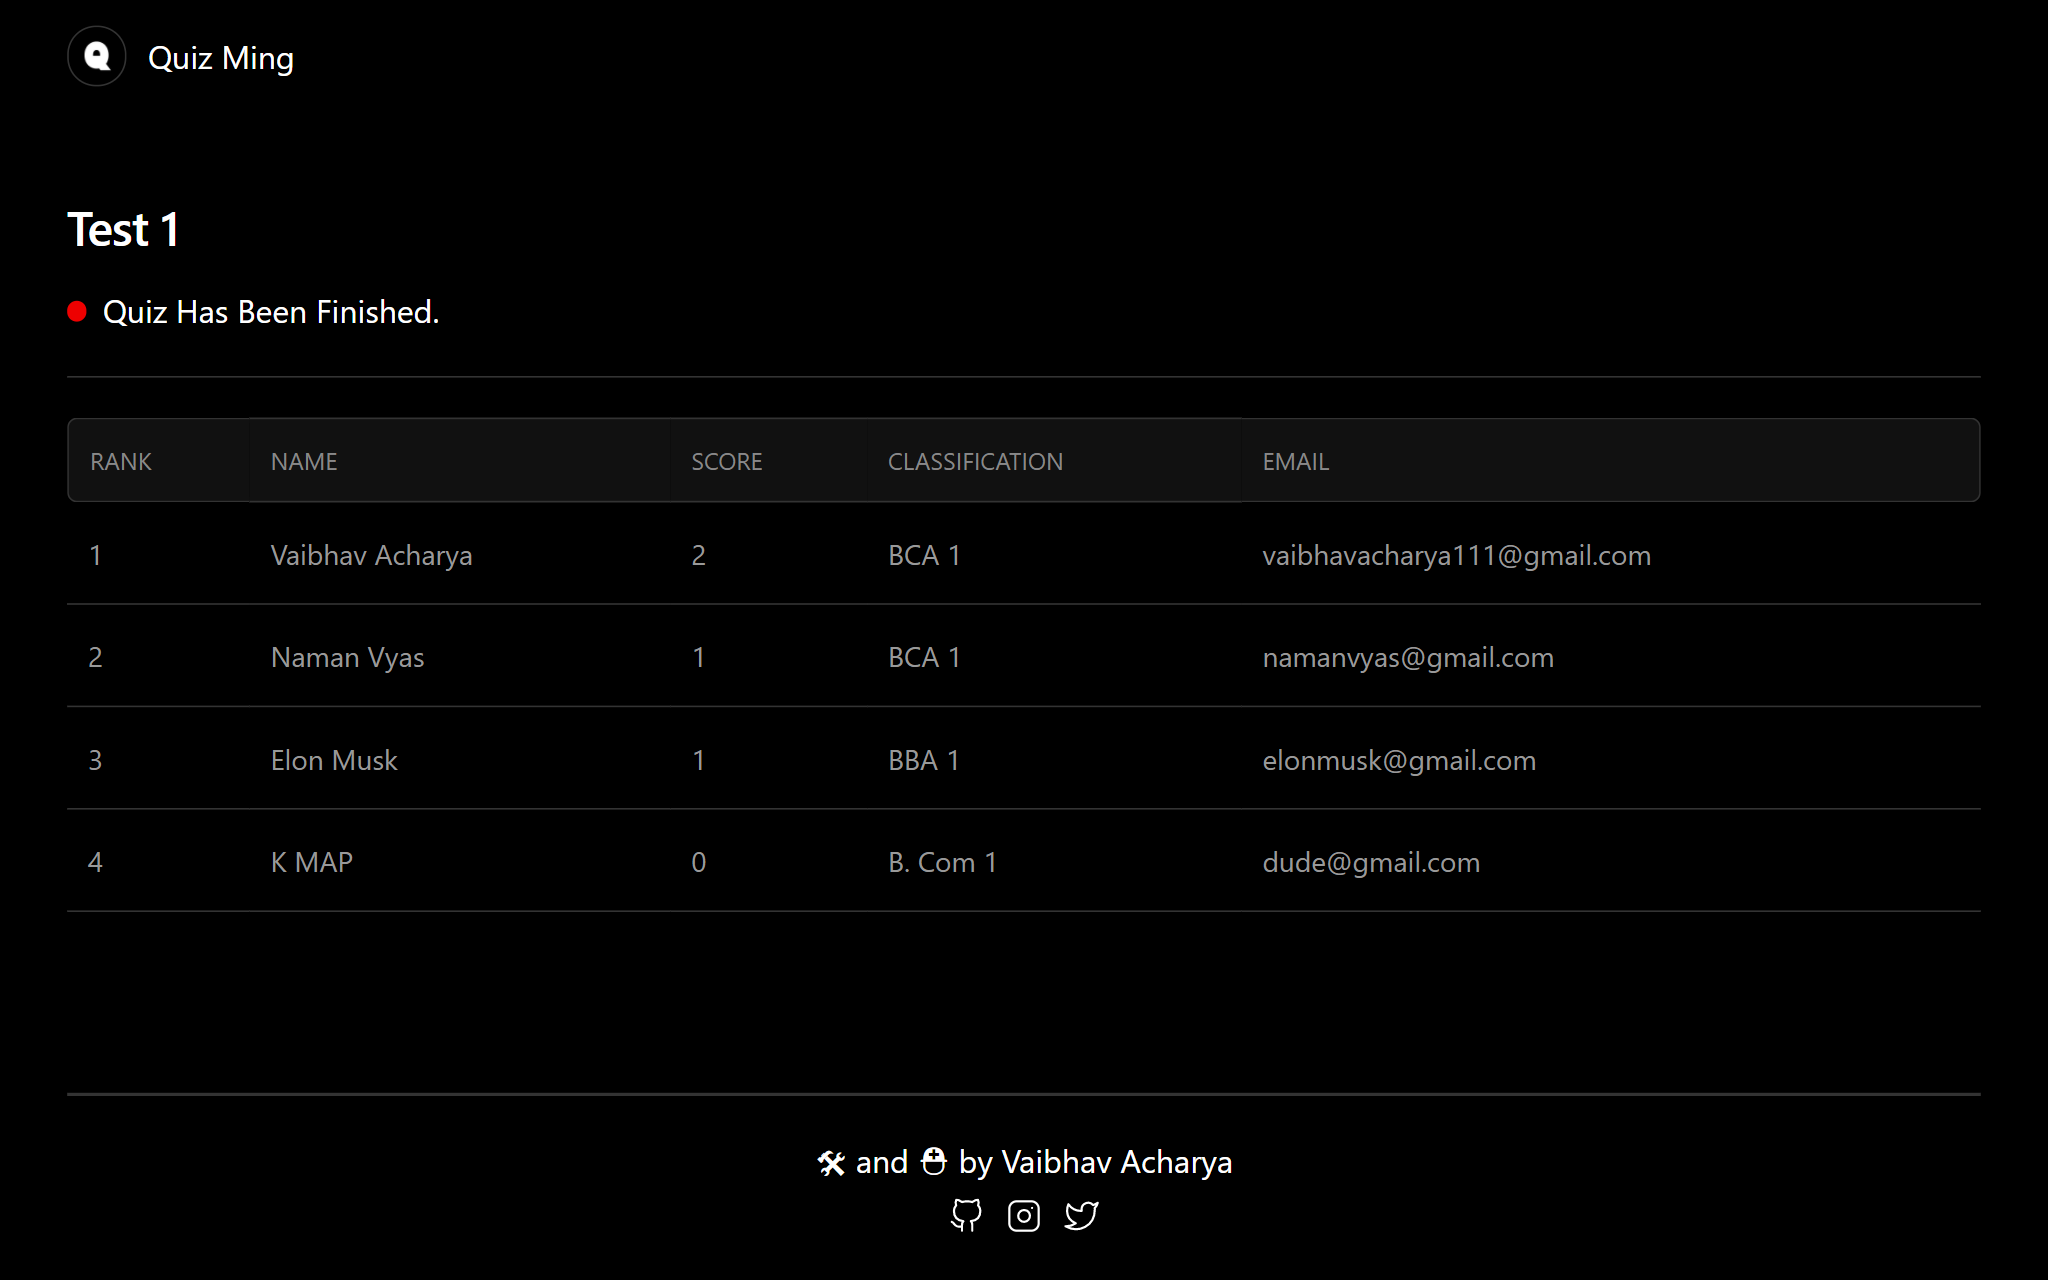 Quiz Ming
Test 1
Quiz Has Been Finished.
RANK NAME SCORE CLASSIFICATION EMAIL
1 Vaibhav Acharya 2 BCA 1 vaibhavacharya111@gmail.com
2 Naman Vyas 1 BCA 1 namanvyas@gmail.com
3 Elon Musk 1 BBA 1 elonmusk@gmail.com
4 K MAP 0 B. Com 1 dude@gmail.com
🛠 and ⛑ by Vaibhav Acharya